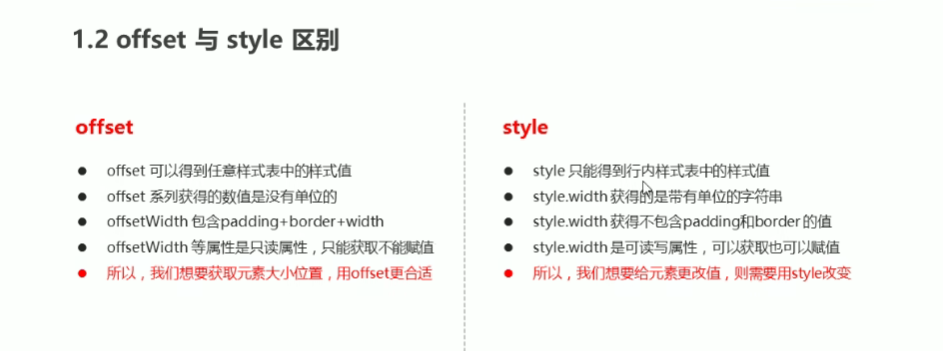 1.2 offset 与 style 区别
offset
● offset 可以得到任意样式表中的样式值
● offset 系列获得的数值是没有单位的
● offsetWidth 包含padding+border+width
● offsetWidth 等属性是只读属性，只能获取不能赋值
● 所以，我们想要获取元素大小位置，用offset更合适
style
● style 只能得到行内样式表中的样式值
● style.width 获得的是带有单位的字符串
● style.width 获得不包含padding和border 的值
● style.width 是可读写属性，可以获取也可以赋值
● 所以，我们想要给元素更改值，则需要用style改变